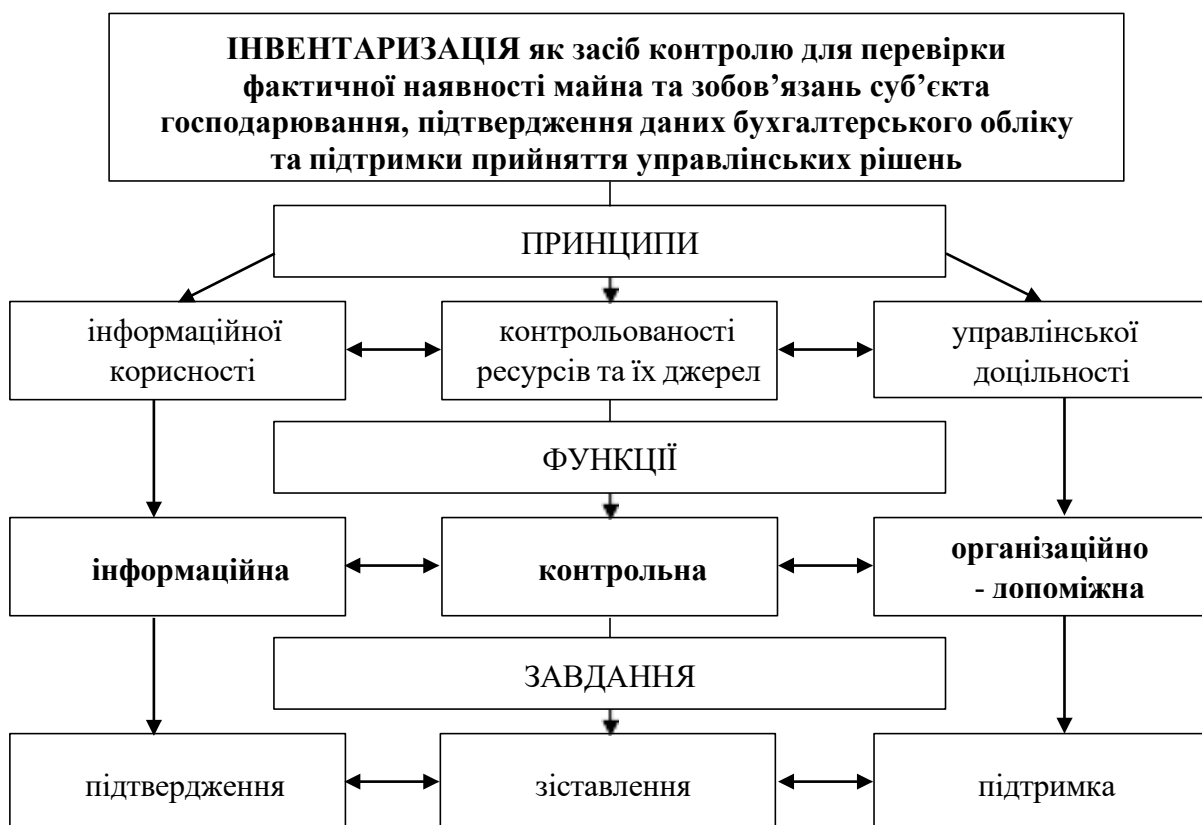 ІНВЕНТАРИЗАЦІЯ як засіб контролю для перевірки
фактичної наявності майна та зобов’язань суб’єкта
господарювання, підтвердження даних бухгалтерського обліку
та підтримки прийняття управлінських рішень
ПРИНЦИПИ
інформаційної
корисності
контрольованості
ресурсів та їх джерел
управлінської
доцільності
ФУНКЦІЇ
інформаційна
контрольна
організаційно
- допоміжна
ЗАВДАННЯ
підтвердження
зіставлення
підтримка